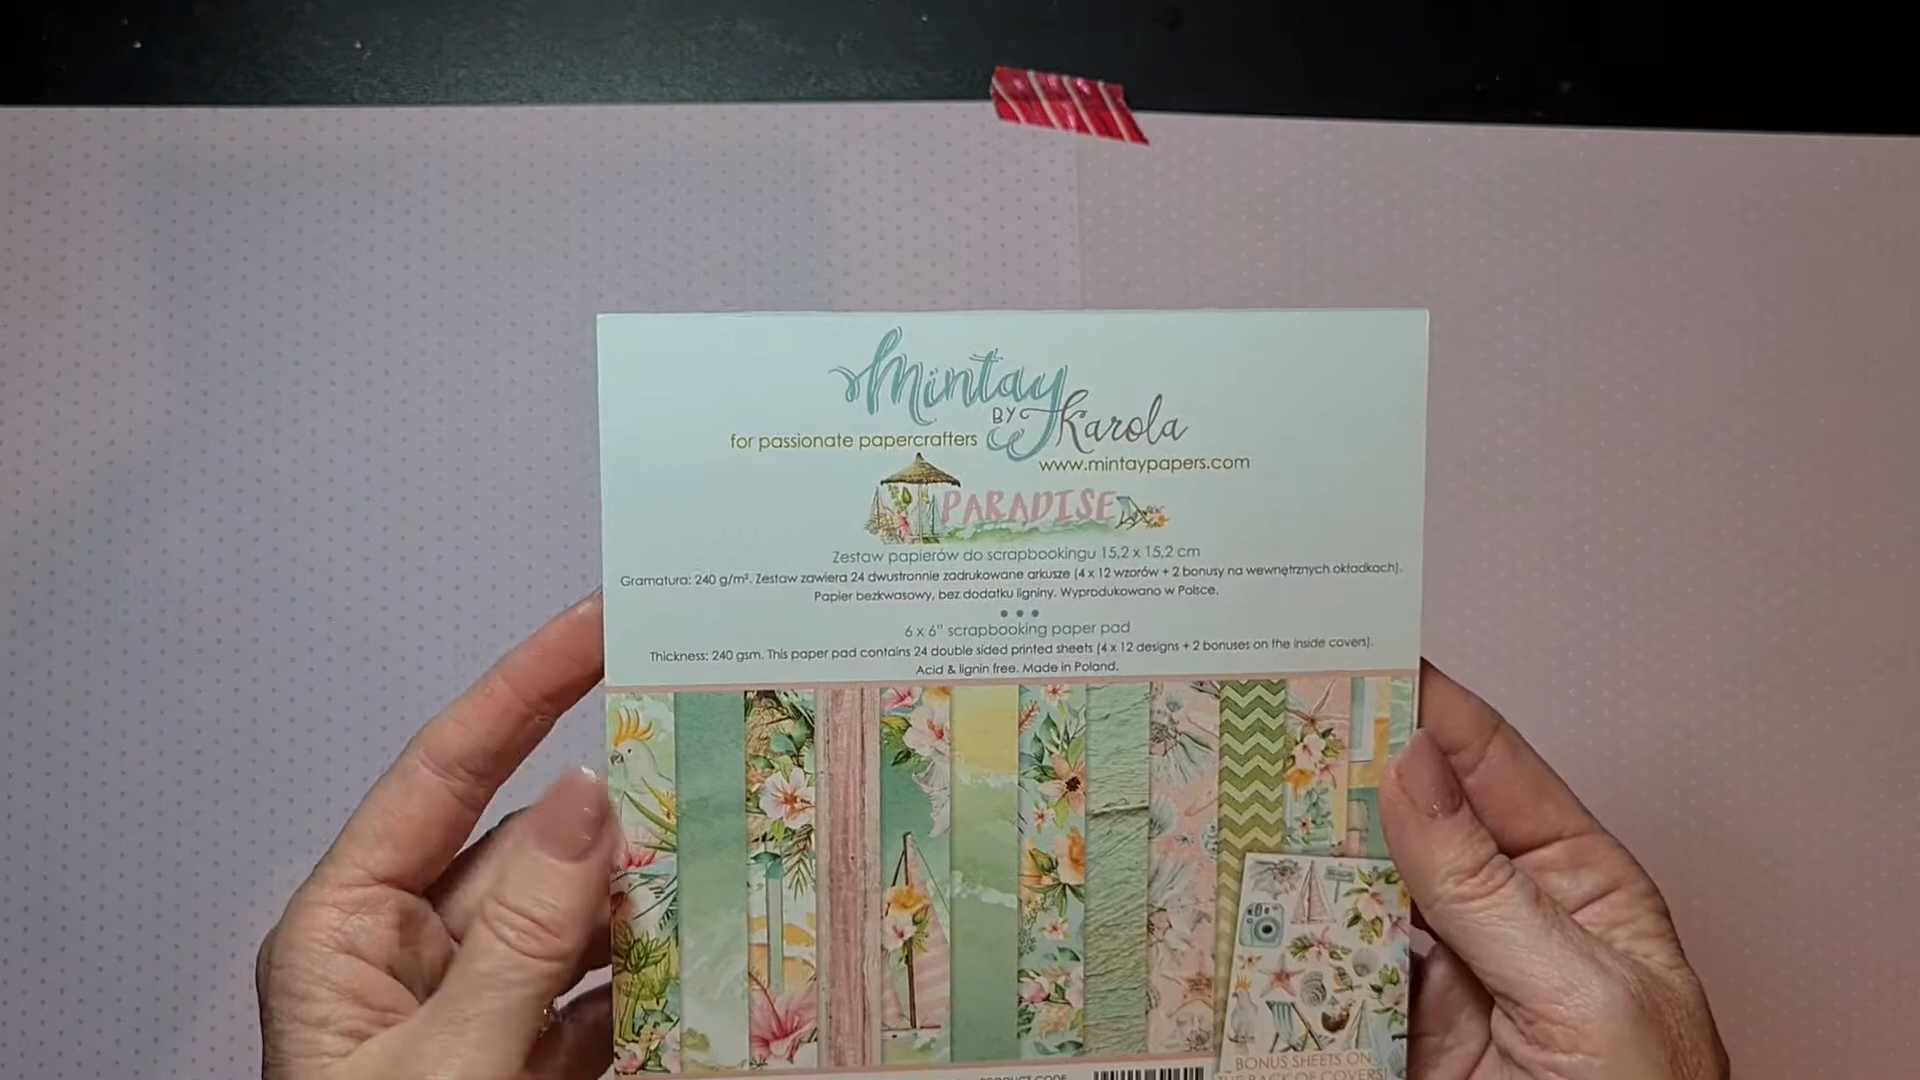 Mintay
BY Karola
for passionate papercrafters
www.mintaypapers.com
PARADISE
Zestaw papierów do scrapbookingu 15,2 x 15,2 cm
Gramatura: 240 g/m². Zestaw zawiera 24 dwustronnie zadrukowane arkusze (4 x 12 wzorów + 2 bonusy na wewnętrznych okładkach).
Papier bezkwasowy, bez dodatku ligniny. Wyprodukowano w Polsce.
6 x 6" scrapbooking paper pad
Thickness: 240 gsm. This paper pad contains 24 double sided printed sheets (4 x 12 designs + 2 bonuses on the inside covers).
Acid & lignin free. Made in Poland.
BONUS SHEETS ON
THE BACK OF COVERS!
PRODUCT CODE